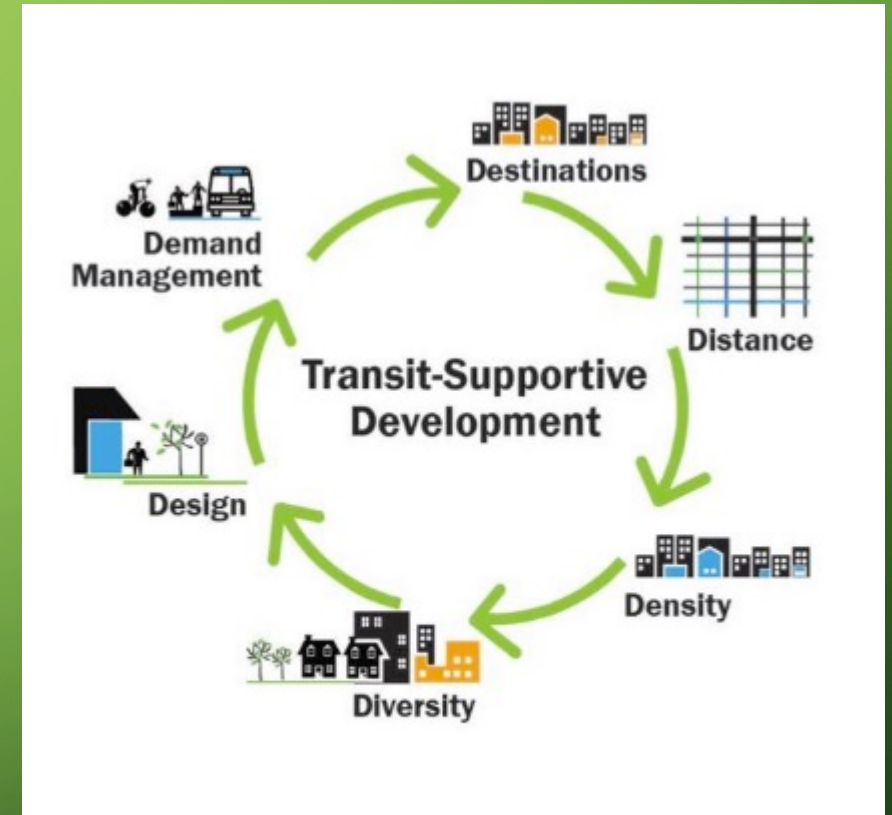 Destinations
Distance
Density
Diversity
Design
Demand
Management
Transit-Supportive
Development